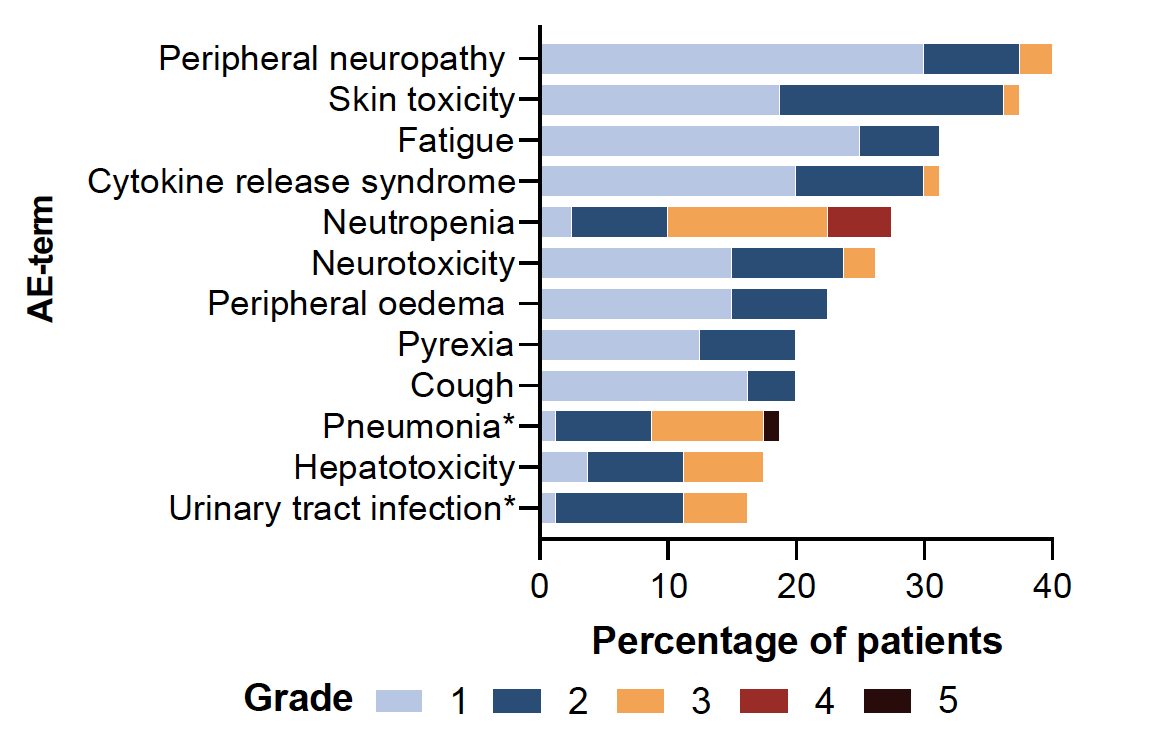 AE-term
Peripheral neuropathy
Skin toxicity
Fatigue
Cytokine release syndrome
Neutropenia
Neurotoxicity
Peripheral oedema
Pyrexia
Cough
Pneumonia*
Hepatotoxicity
Urinary tract infection*
0 10 20 30 40
Percentage of patients
Grade 1 2 3 4 5